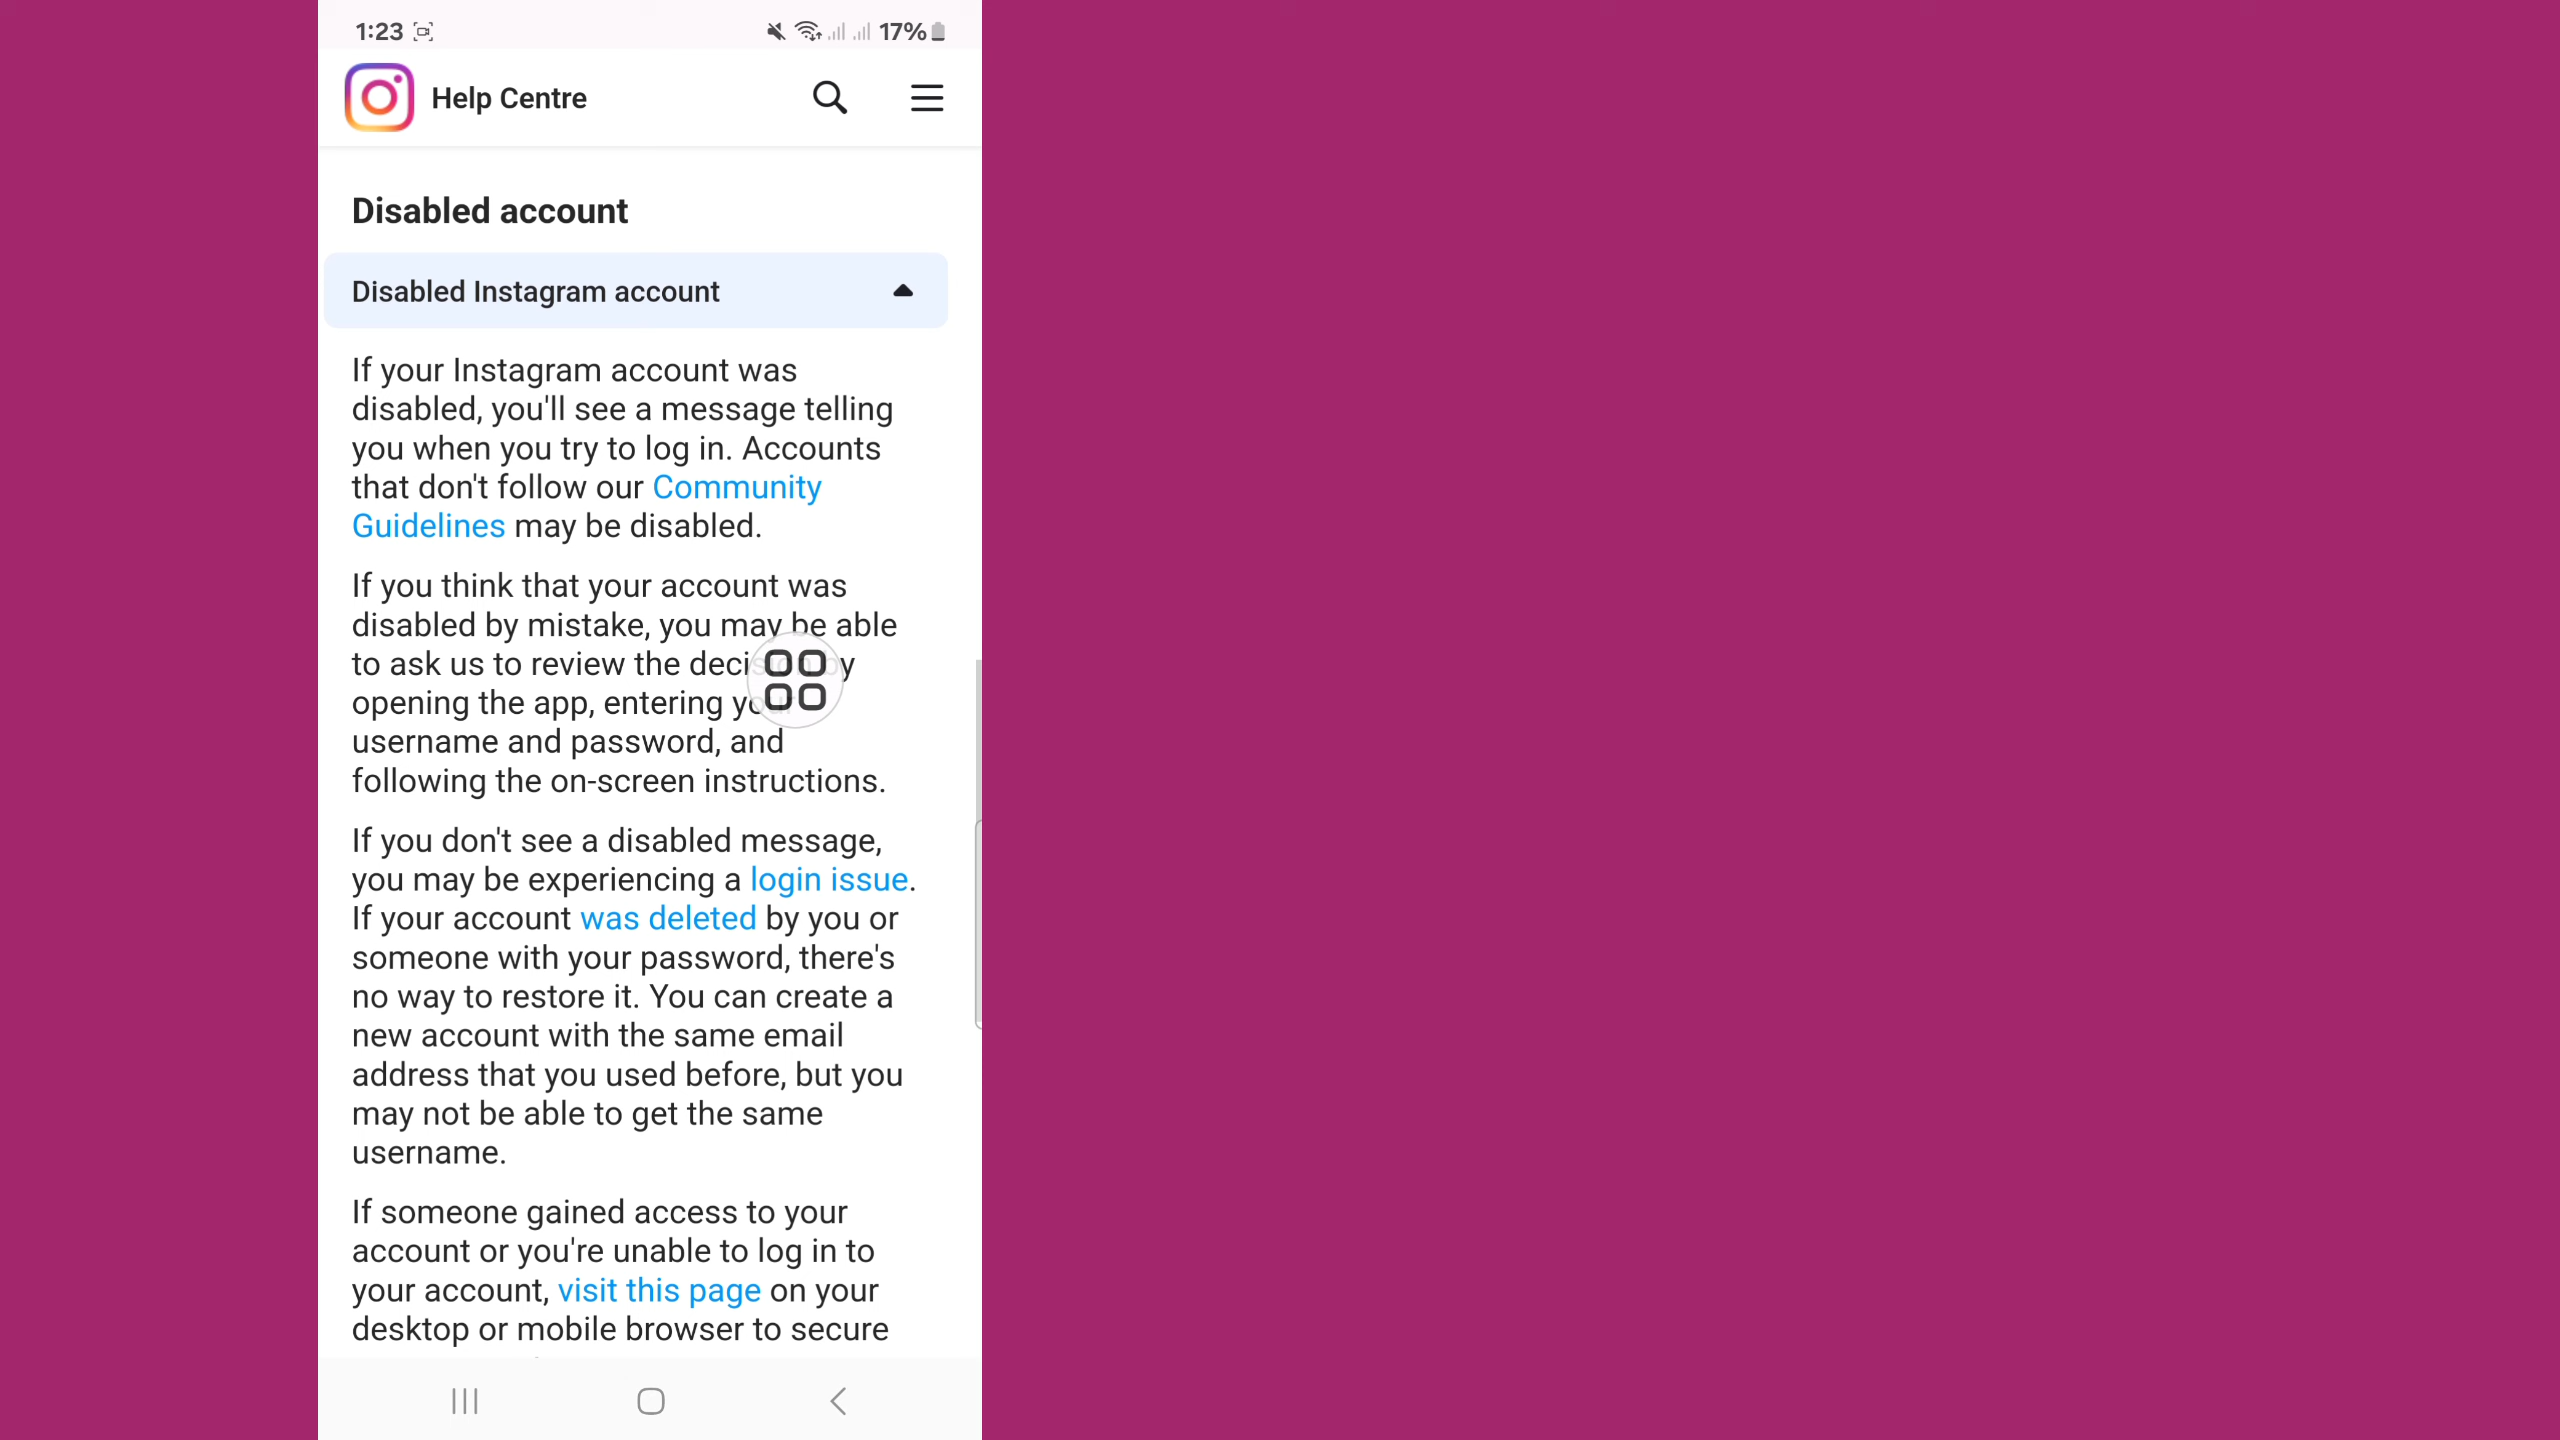 1:23
17%
Help Centre
Disabled account
Disabled Instagram account
If your Instagram account was
disabled, you'll see a message telling
you when you try to log in. Accounts
that don't follow our Community
Guidelines may be disabled.
If you think that your account was
disabled by mistake, you may be able
to ask us to review the decision by
opening the app, entering your
username and password, and
following the on-screen instructions.
If you don't see a disabled message,
you may be experiencing a login issue.
If your account was deleted by you or
someone with your password, there's
no way to restore it. You can create a
new account with the same email
address that you used before, but you
may not be able to get the same
username.
If someone gained access to your
account or you're unable to log in to
your account, visit this page on your
desktop or mobile browser to secure